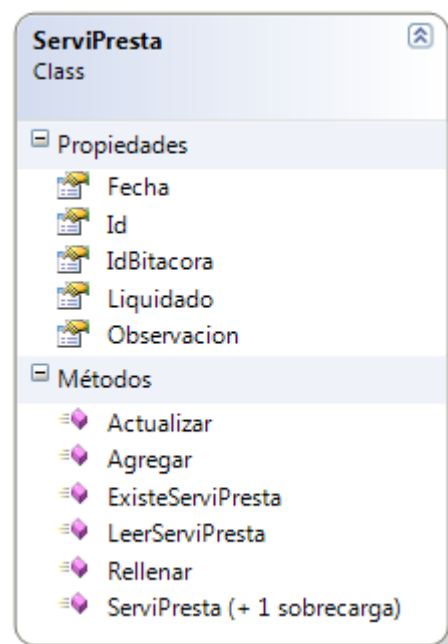 ServiPresta
Class
Propiedades
Fecha
Id
IdBitacora
Liquidado
Observacion
Métodos
Actualizar
Agregar
ExisteServiPresta
LeerServiPresta
Rellenar
ServiPresta (+ 1 sobrecarga)